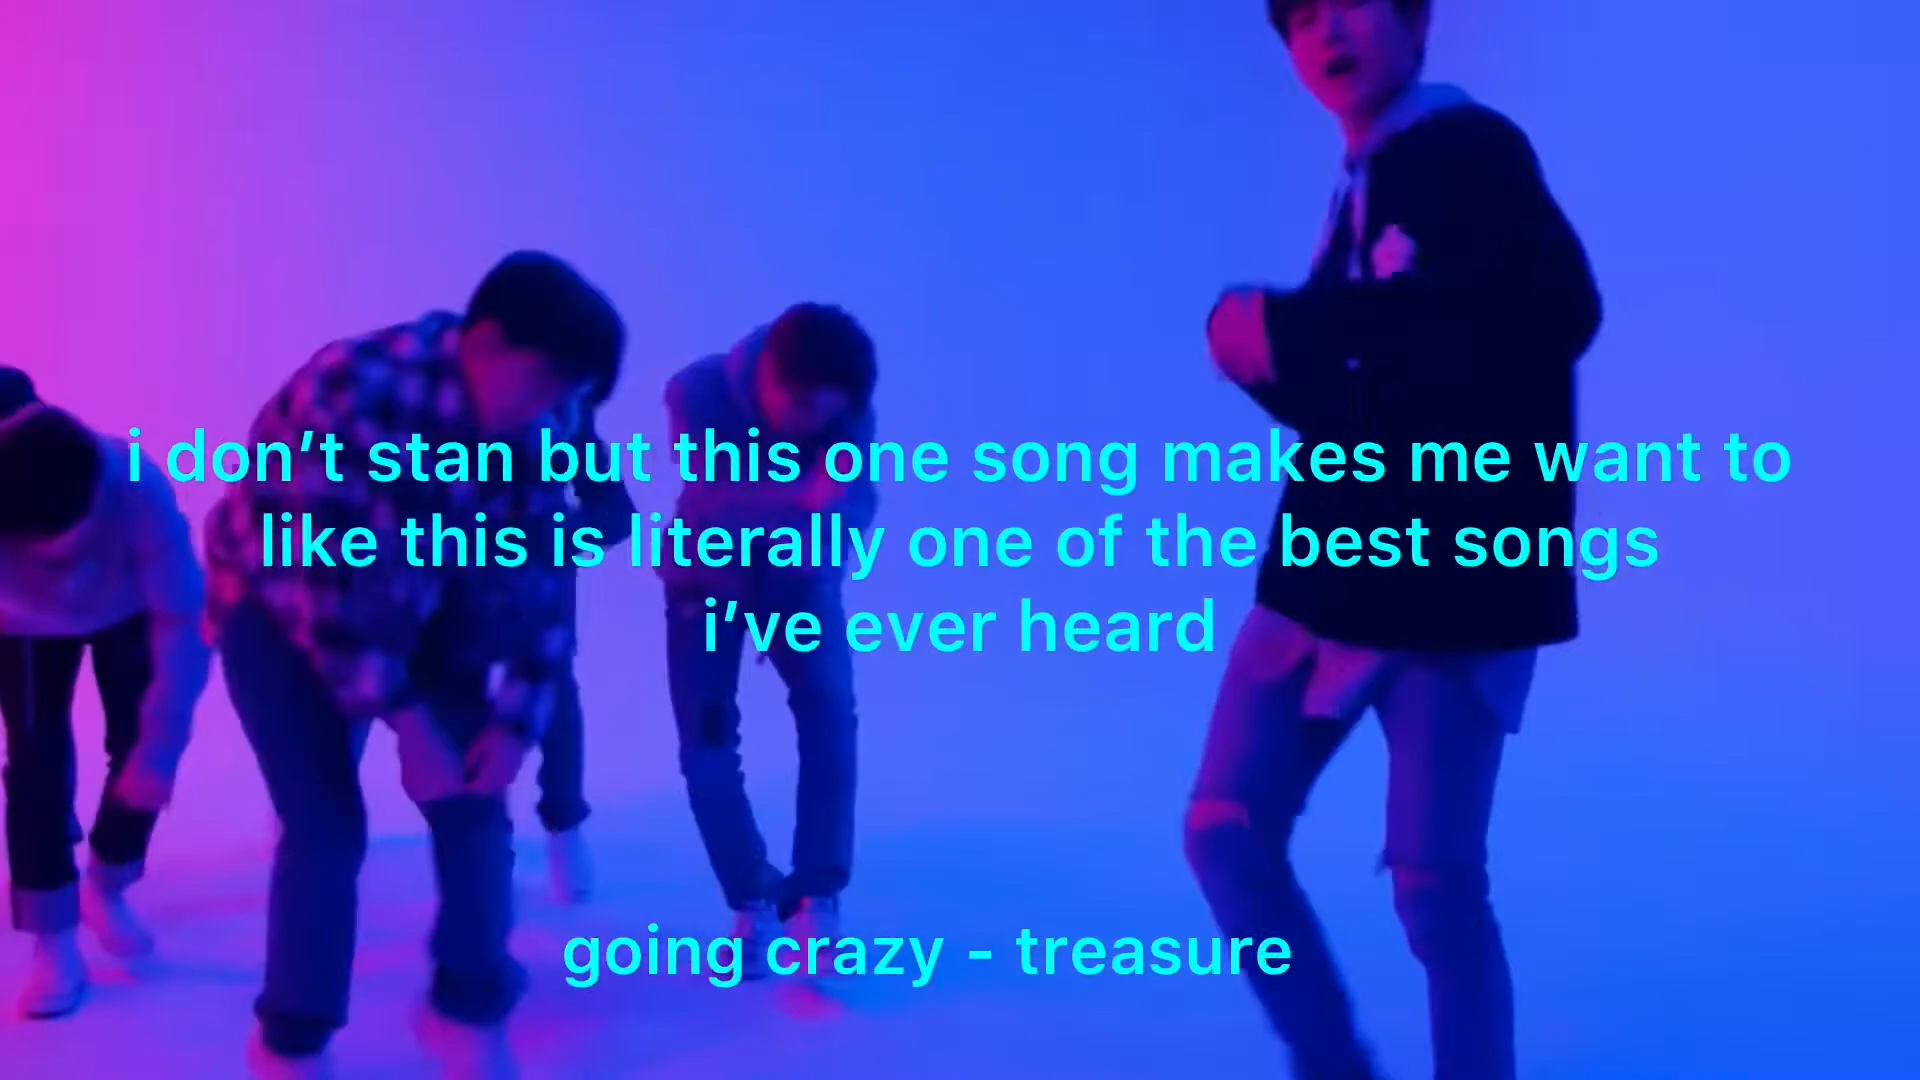 i don’t stan but this one song makes me want to
like this is literally one of the best songs
i’ve ever heard
going crazy - treasure